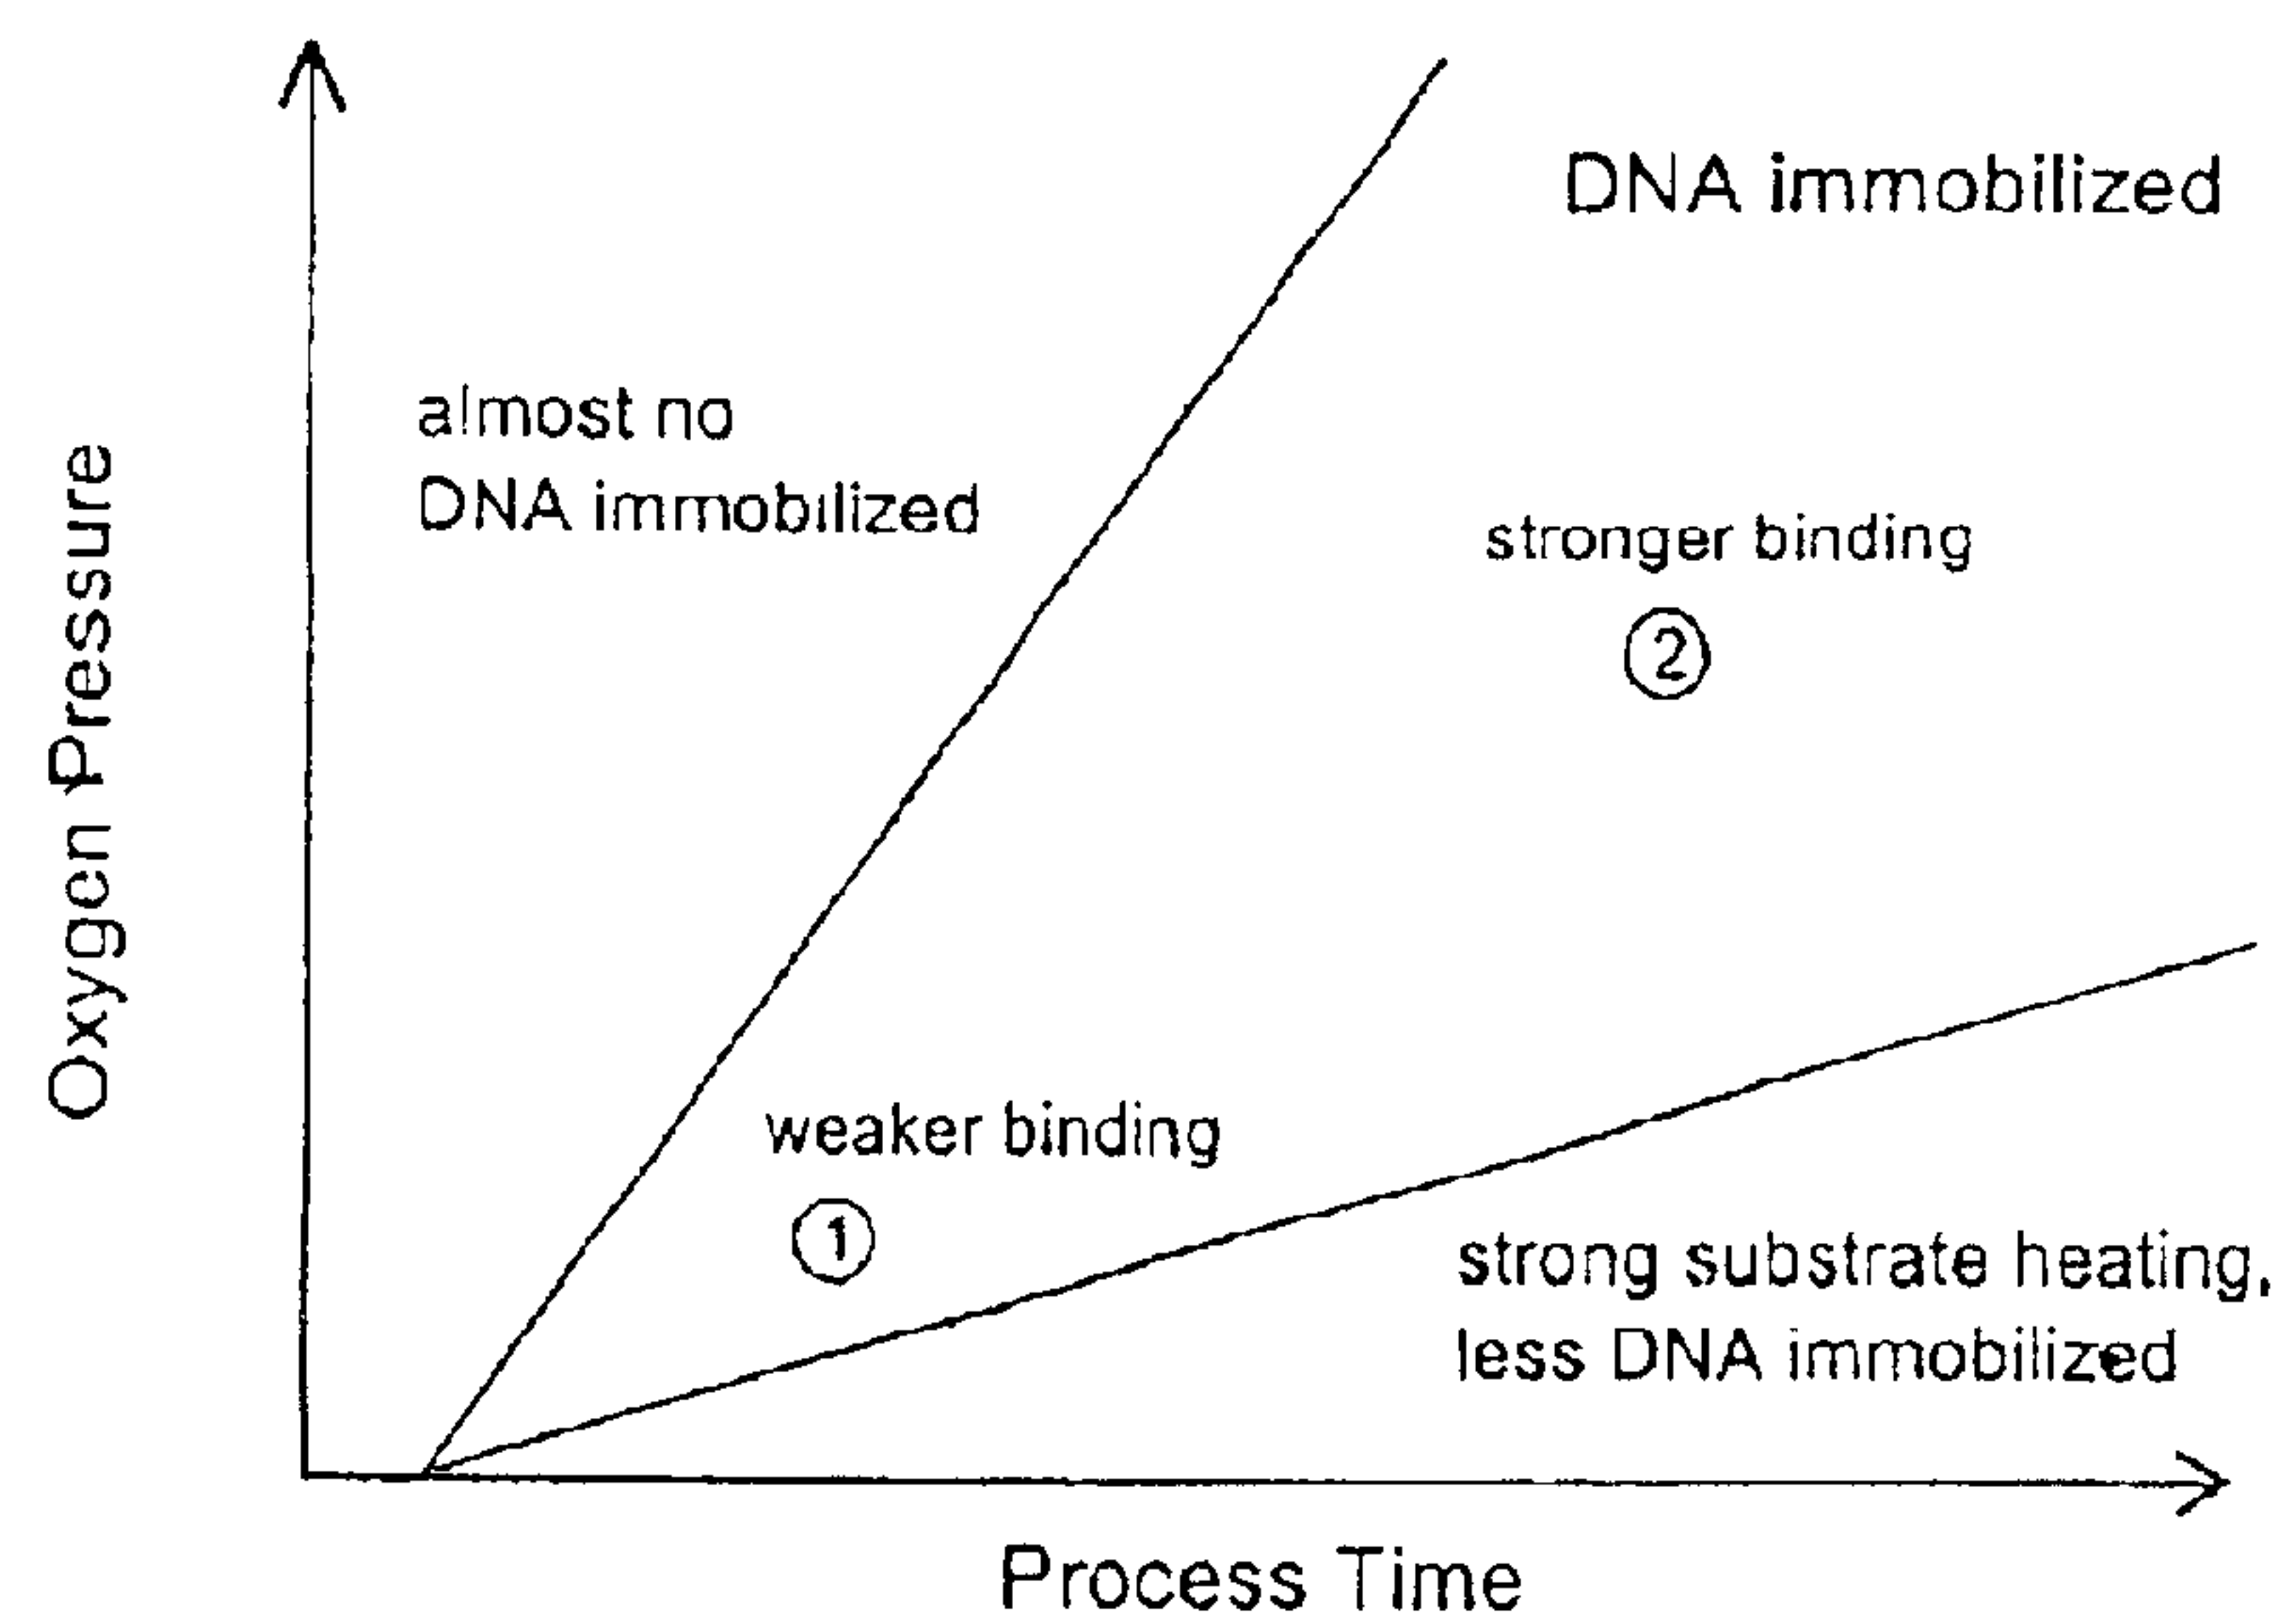 DNA immobilized
almost no
DNA immobilized
stronger binding
2
Oxygen Pressure
weaker binding
1
strong substrate heating,
less DNA immobilized
Process Time